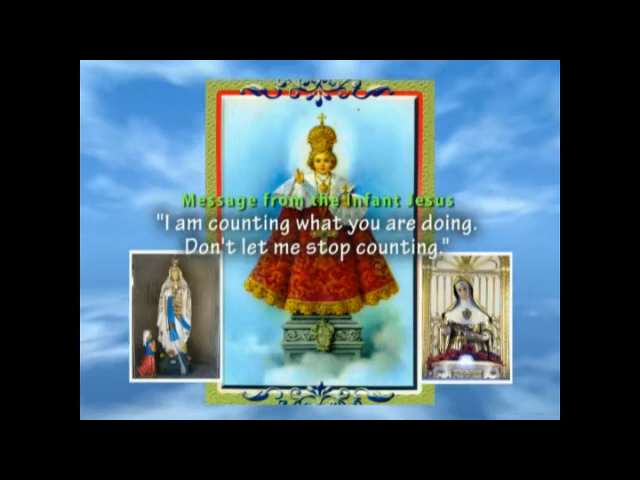 Message from the Infant Jesus
"I am counting what you are doing.
Don't let me stop counting."